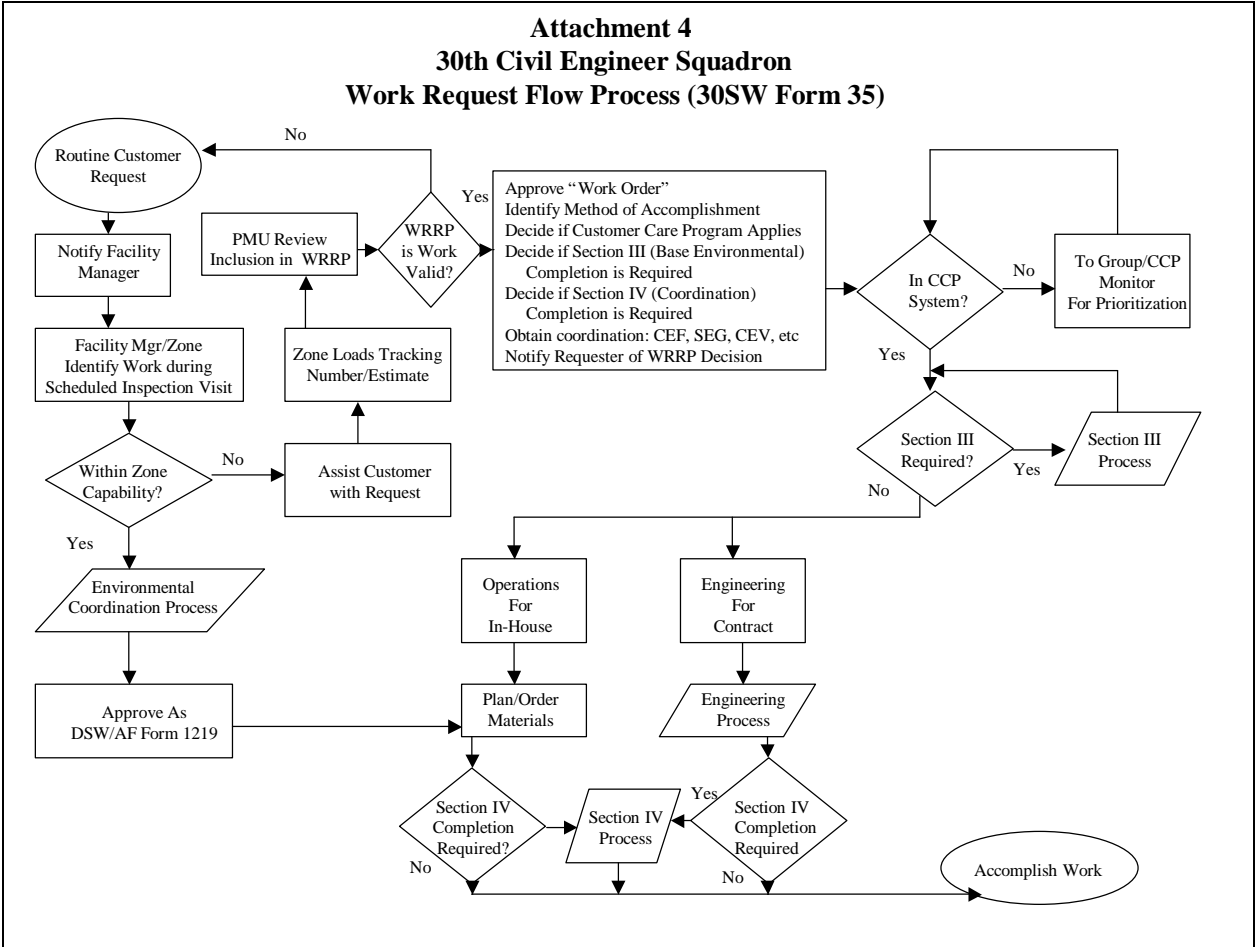 Attachment 4
30th Civil Engineer Squadron
Work Request Flow Process (30SW Form 35)
No
Routine Customer
Request
Notify Facility
Manager
Facility Mgr/Zone
Identify Work during
Scheduled Inspection Visit
Within Zone
Capability?
No
Yes
Environmental
Coordination Process
Approve As
DSW/AF Form 1219
Assist Customer
with Request
Zone Loads Tracking
Number/Estimate
PMU Review
Inclusion in WRRP
WRRP
is Work
Valid?
Yes
Approve “Work Order”
Identify Method of Accomplishment
Decide if Customer Care Program Applies
Decide if Section III (Base Environmental)
Completion is Required
Decide if Section IV (Coordination)
Completion is Required
Obtain coordination: CEF, SEG, CEV, etc
Notify Requester of WRRP Decision
In CCP
System?
No
To Group/CCP
Monitor
For Prioritization
Yes
Section III
Required?
Yes
Section III
Process
No
Operations
For
In-House
Engineering
For
Contract
Plan/Order
Materials
Engineering
Process
Section IV
Completion
Required?
No
Section IV
Process
Yes
Section IV
Completion
Required
No
Accomplish Work